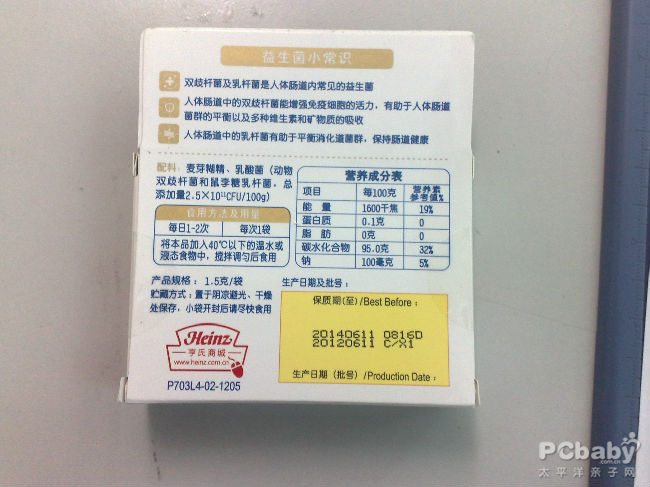 益生菌小常识
双歧杆菌及乳杆菌是人体肠道内常见的益生菌
人体肠道中的双歧杆菌能增强免疫细胞的活力，有助于人体肠道
菌群的平衡以及多种维生素和矿物质的吸收
人体肠道中的乳杆菌有助于平衡消化道菌群，保持肠道健康
配料：麦芽糊精、乳酸菌（动物
双歧杆菌和鼠李糖乳杆菌，总
添加量2.5×10¹¹CFU/100g）
食用方法及用量
每日1-2次 每次1袋
将本品加入40℃以下的温水或
液态食物中，搅拌调匀后食用
营养成分表
项目 每100克 营养素参考值%
能 量 1600千焦 19%
蛋白质 0.1克 0
脂 肪 0克 0
碳水化合物 95.0克 32%
钠 100毫克 5%
产品规格：1.5克/袋
贮藏方式：置于阴凉避光、干燥
处保存，小袋开封后请尽快食用
生产日期及批号：
保质期(至)/Best Before：
20140611 0816D
20120611 C/X1
生产日期（批号）/Production Date：
Heinz
亨氏商城
www.heinz.com.cn
P703L4-02-1205
PCbaby
.com.cn
太平洋亲子网